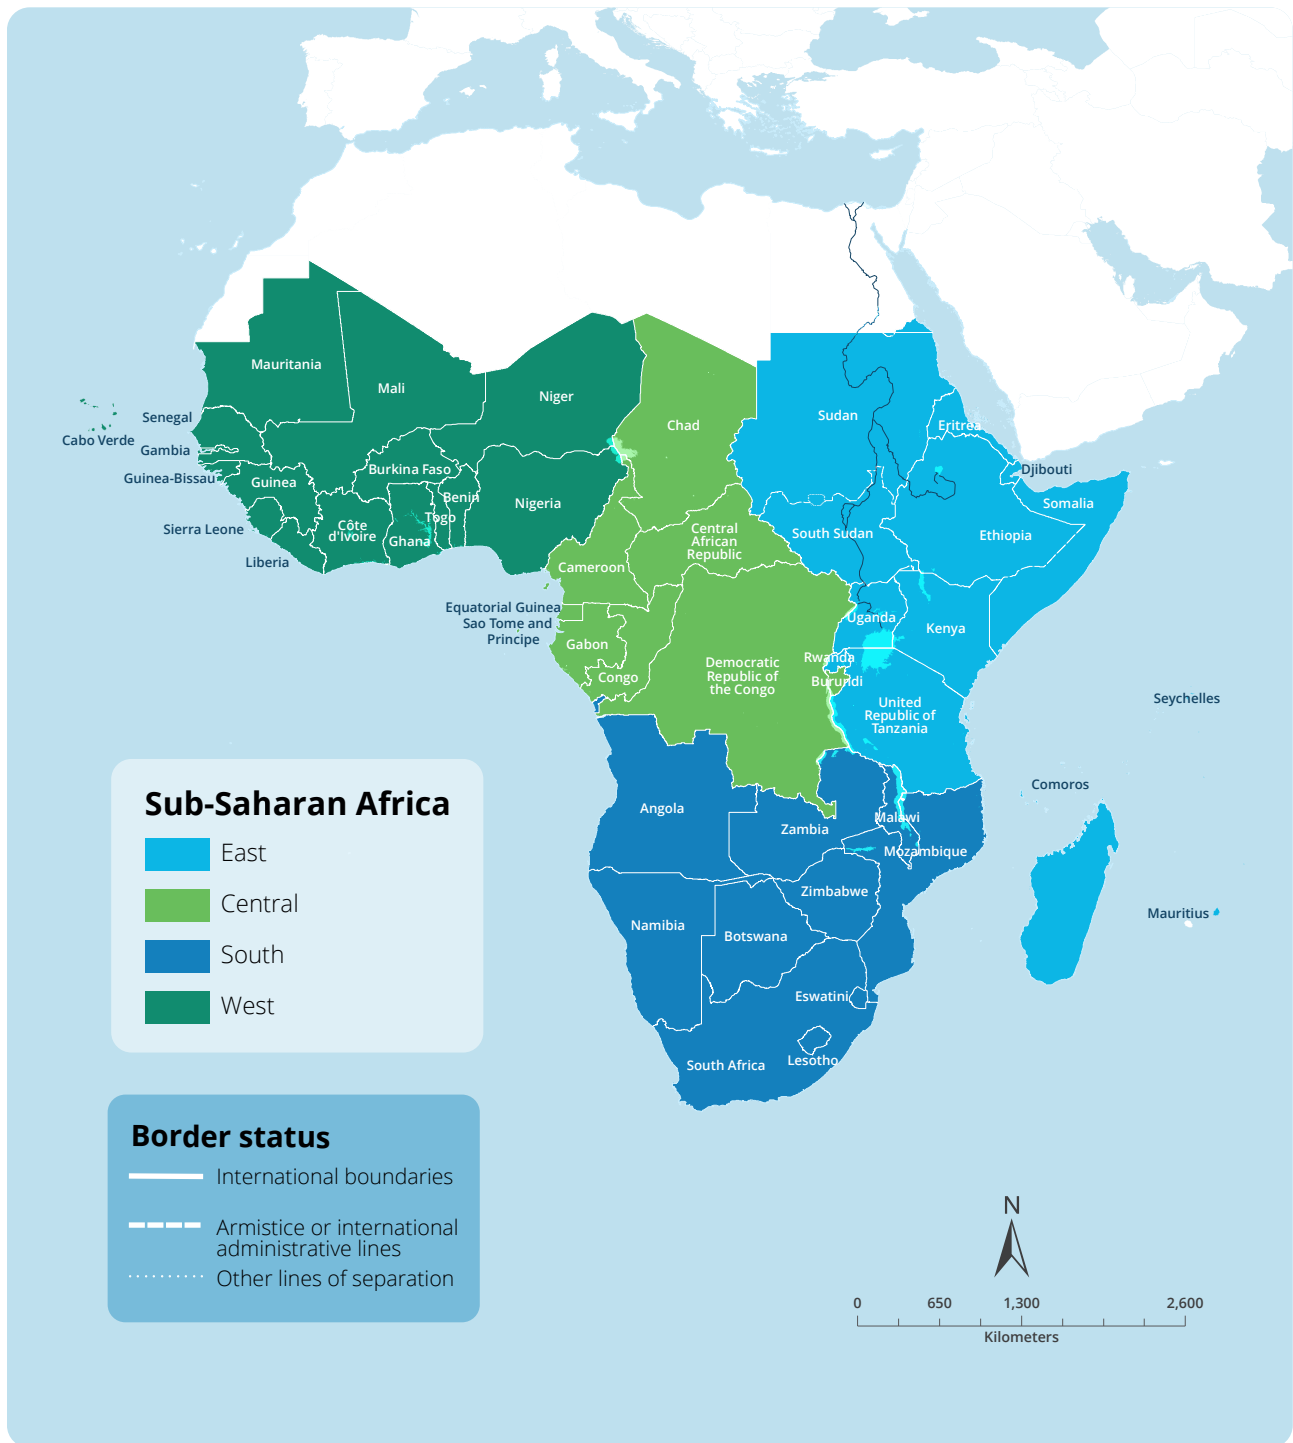 Mauritania
Mali
Niger
Chad
Sudan
Eritrea
Senegal
Cabo Verde
Gambia
Guinea-Bissau
Guinea
Burkina Faso
Benin
Togo
Nigeria
Djibouti
Somalia
Sierra Leone
Côte
d'Ivoire
Ghana
Liberia
Central
African
Republic
South Sudan
Ethiopia
Cameroon
Equatorial Guinea
Sao Tome and
Principe
Gabon
Congo
Democratic
Republic of
the Congo
Uganda
Kenya
Rwanda
Burundi
United
Republic of
Tanzania
Seychelles
Comoros
Angola
Zambia
Malawi
Mozambique
Zimbabwe
Namibia
Botswana
Mauritius
Eswatini
South Africa
Lesotho
Sub-Saharan Africa
East
Central
South
West
Border status
International boundaries
Armistice or international
administrative lines
Other lines of separation
N
0 650 1,300 2,600
Kilometers